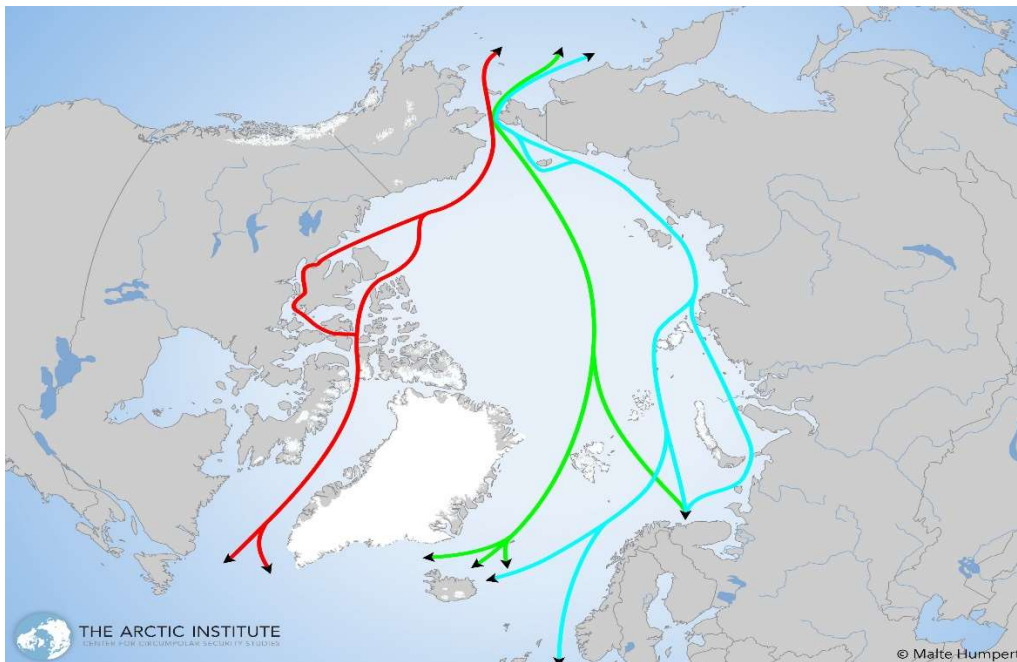 THE ARCTIC INSTITUTE
CENTER FOR CIRCUMPOLAR SECURITY STUDIES
© Malte Humpert